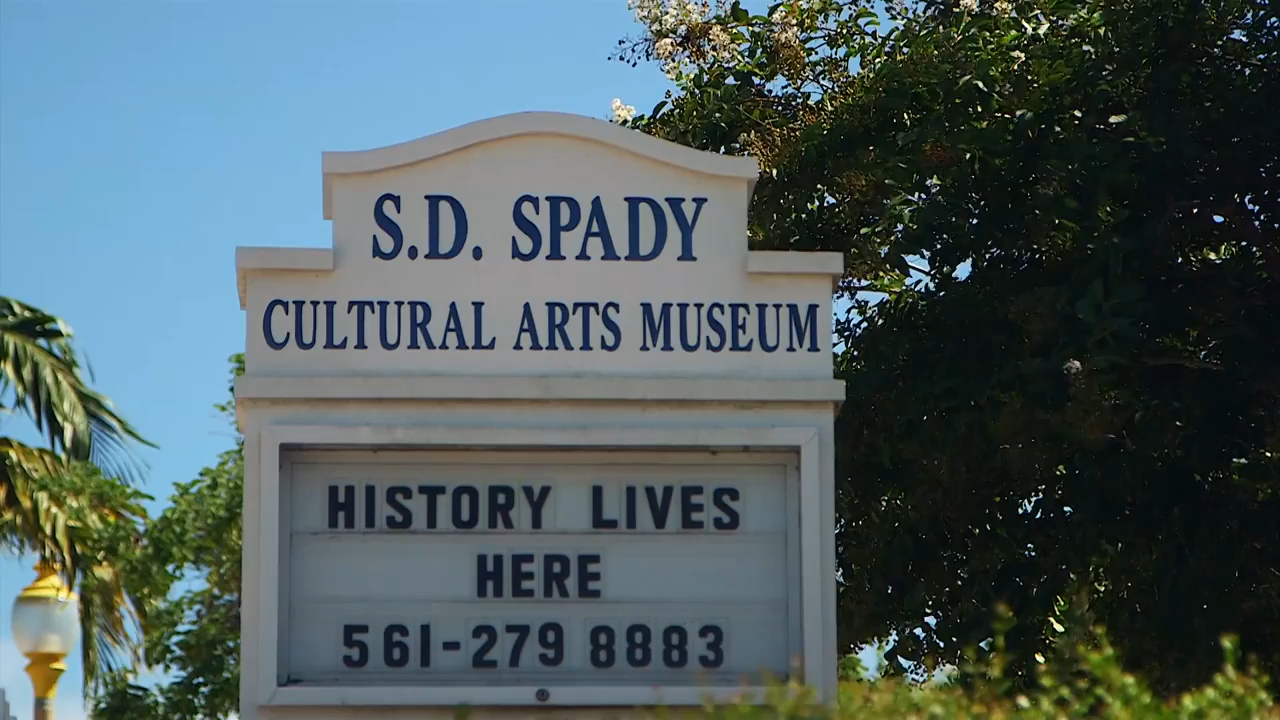 S.D. SPADY
CULTURAL ARTS MUSEUM
HISTORY LIVES
HERE
561-279 8883